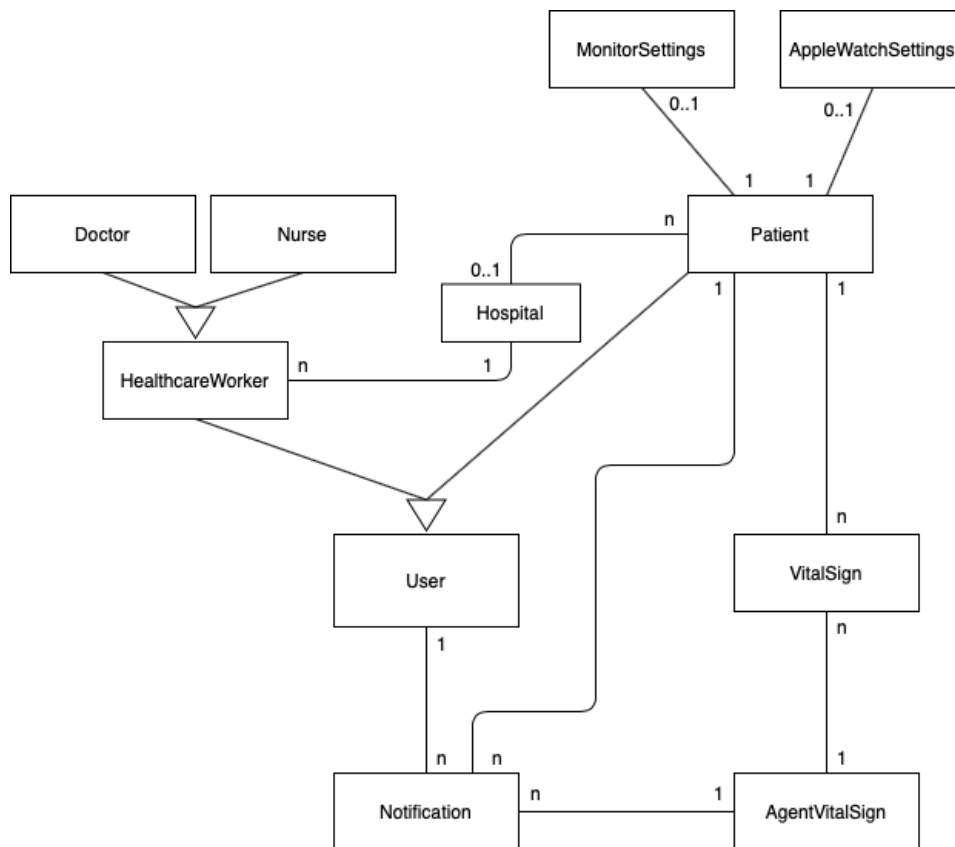 MonitorSettings
AppleWatchSettings
0..1
0..1
1
1
Doctor
Nurse
n
Patient
0..1
1
1
Hospital
HealthcareWorker
n
1
n
User
VitalSign
1
n
n
n
1
Notification
n
1
AgentVitalSign